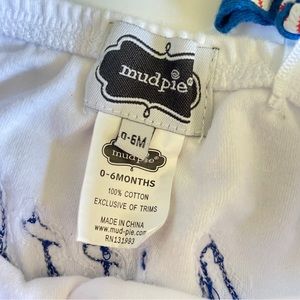 mudpie®
0-6M
mudpie
0-6MONTHS
100% COTTON
EXCLUSIVE OF TRIMS
MADE IN CHINA
www.mud-pie.com
RN131993